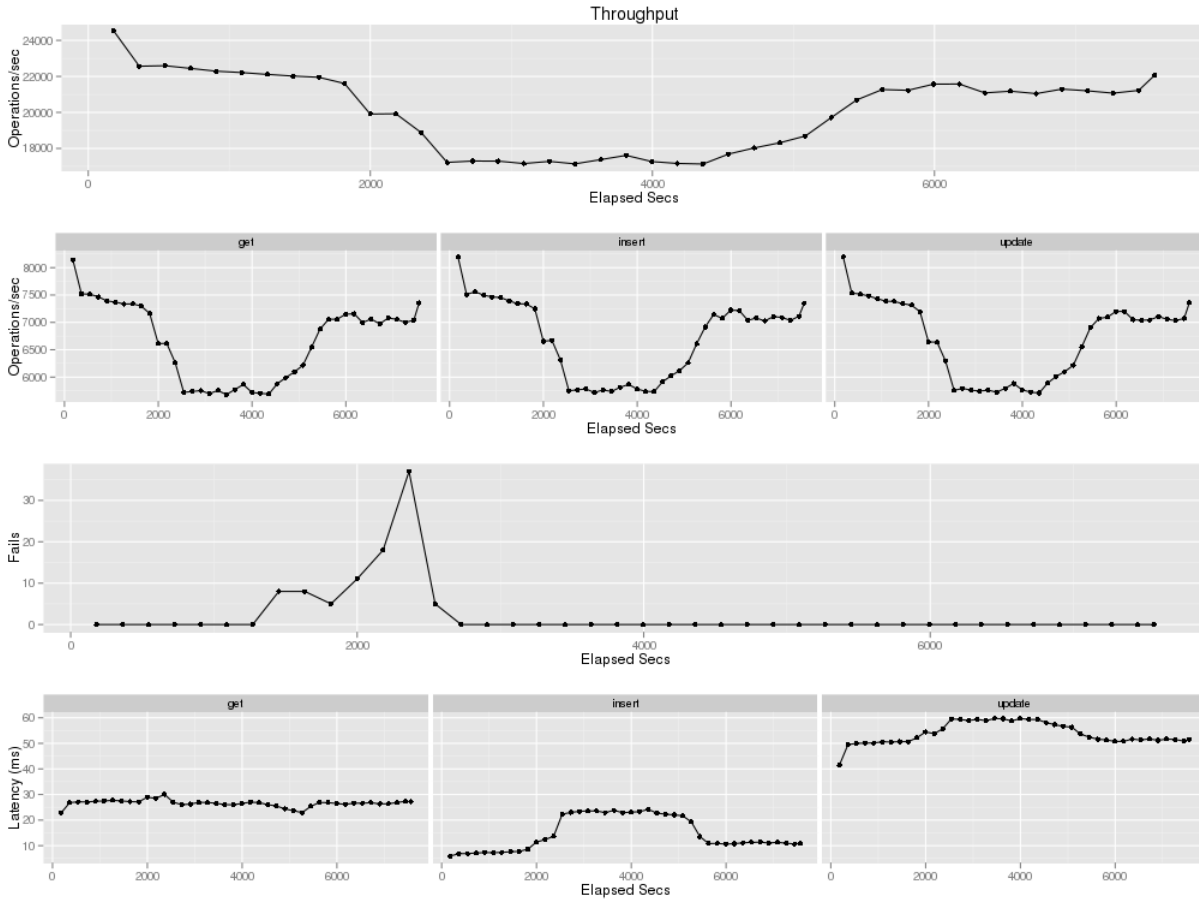 Throughput
Operations/sec
24000
22000
20000
18000
0 2000 4000 6000
Elapsed Secs
get insert update
Operations/sec
8000
7500
7000
6500
6000
0 2000 4000 6000 0 2000 4000 6000 0 2000 4000 6000
Elapsed Secs
Fails
30
20
10
0
0 2000 4000 6000
Elapsed Secs
get insert update
Latency (ms)
60
50
40
30
20
10
0 2000 4000 6000 0 2000 4000 6000 0 2000 4000 6000
Elapsed Secs